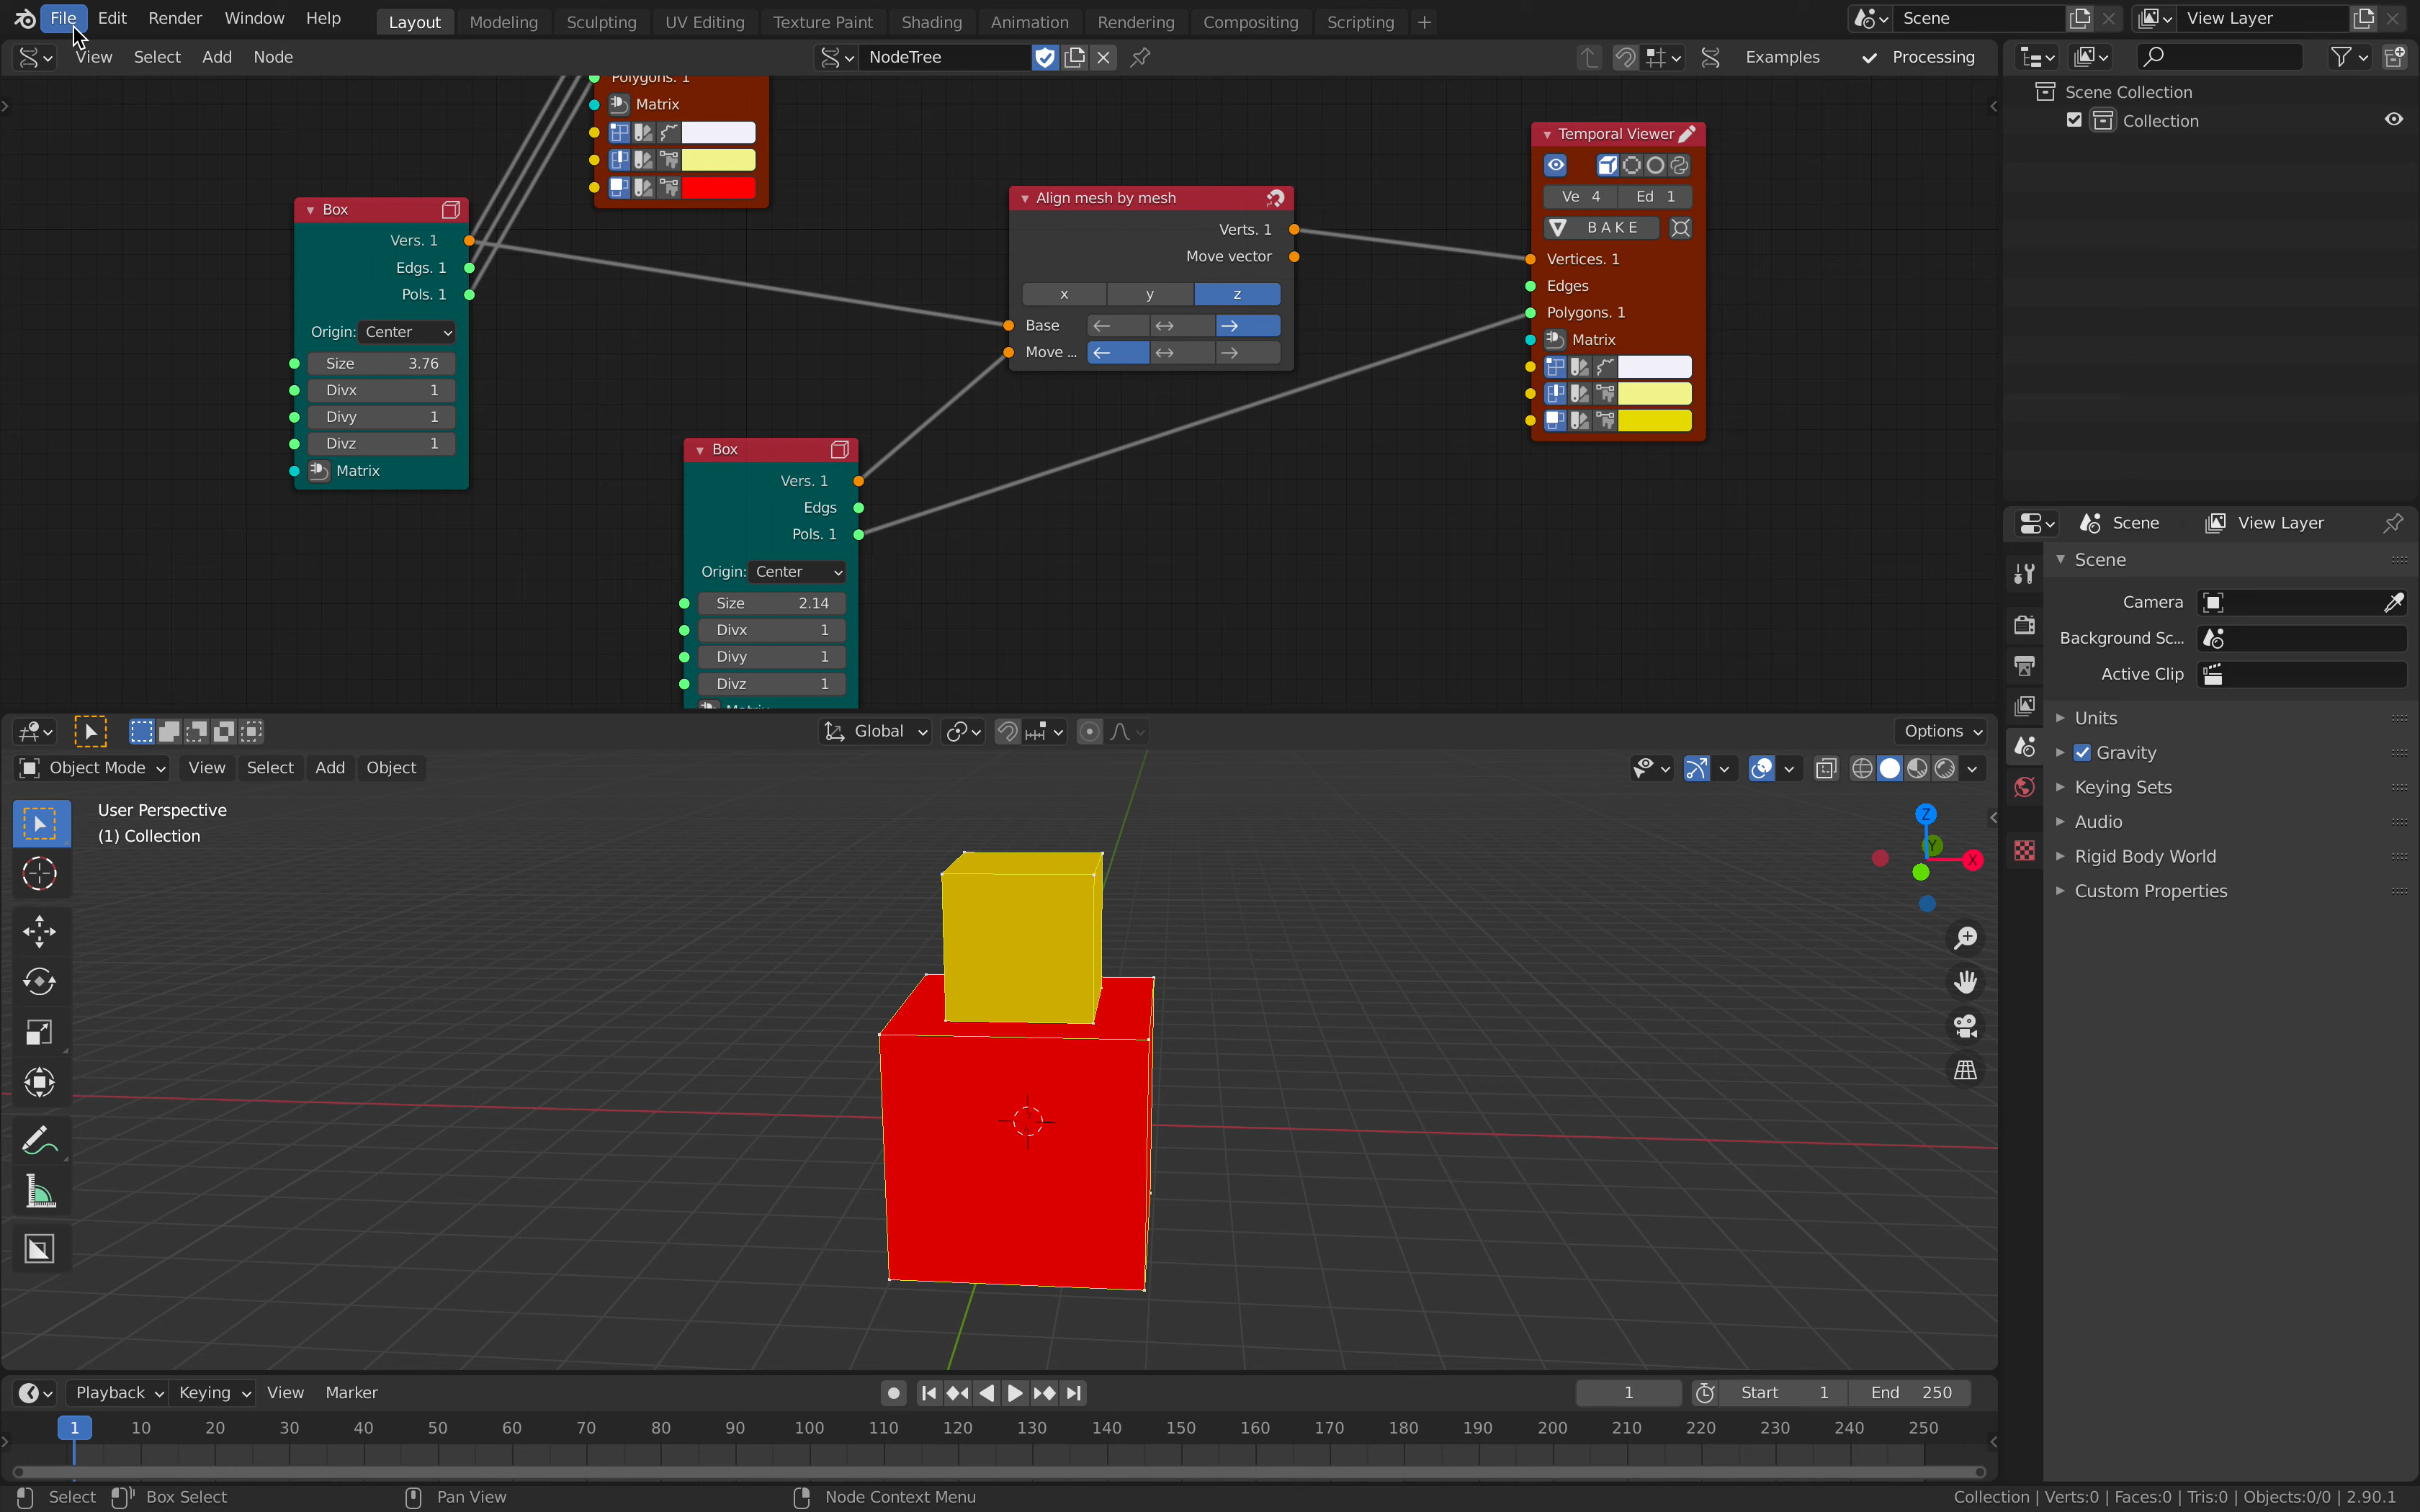 File Edit Render Window Help Layout Modeling Sculpting UV Editing Texture Paint Shading Animation Rendering Compositing Scripting + Scene View Layer
View Select Add Node NodeTree Examples Processing
Polygons. 1
Matrix
Box
Vers. 1
Edgs. 1
Pols. 1
Origin: Center
Size 3.76
Divx 1
Divy 1
Divz 1
Matrix
Box
Vers. 1
Edgs
Pols. 1
Origin: Center
Size 2.14
Divx 1
Divy 1
Divz 1
Matrix
Align mesh by mesh
Verts. 1
Move vector
x y z
Base ← ↔ →
Move ... ← ↔ →
Temporal Viewer
Ve 4 Ed 1
B A K E
Vertices. 1
Edges
Polygons. 1
Matrix
Scene Collection
Collection
Scene View Layer
Scene
Camera
Background Sc...
Active Clip
Units
Gravity
Keying Sets
Audio
Rigid Body World
Custom Properties
Global Options
Object Mode View Select Add Object
User Perspective
(1) Collection
Z
Y
X
Playback Keying View Marker 1 Start 1 End 250
1 10 20 30 40 50 60 70 80 90 100 110 120 130 140 150 160 170 180 190 200 210 220 230 240 250
Select Box Select Pan View Node Context Menu Collection | Verts:0 | Faces:0 | Tris:0 | Objects:0/0 | 2.90.1